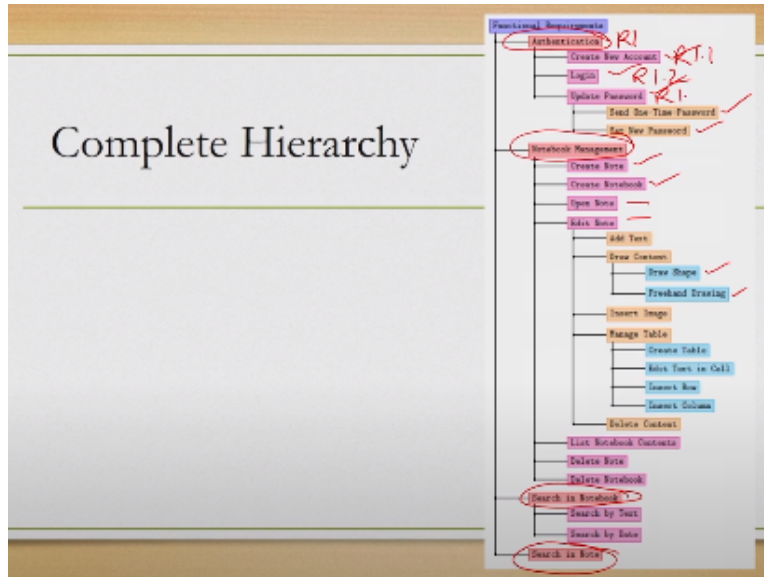 Complete Hierarchy
Functional Requirements
Authentication R1
Create New Account R1.1
Login R1.2
Update Password R1.
Send One Time Password
Set New Password
Notebook Management
Create Note
Create Notebook
Open Note
Edit Note
Add Text
Draw Content
Draw Shape
Freehand Drawing
Insert Image
Manage Table
Create Table
Edit Text in Cell
Insert Row
Insert Column
Delete Content
List Notebook Contents
Delete Note
Delete Notebook
Search in Notebook
Search by Text
Search by Date
Search in Note